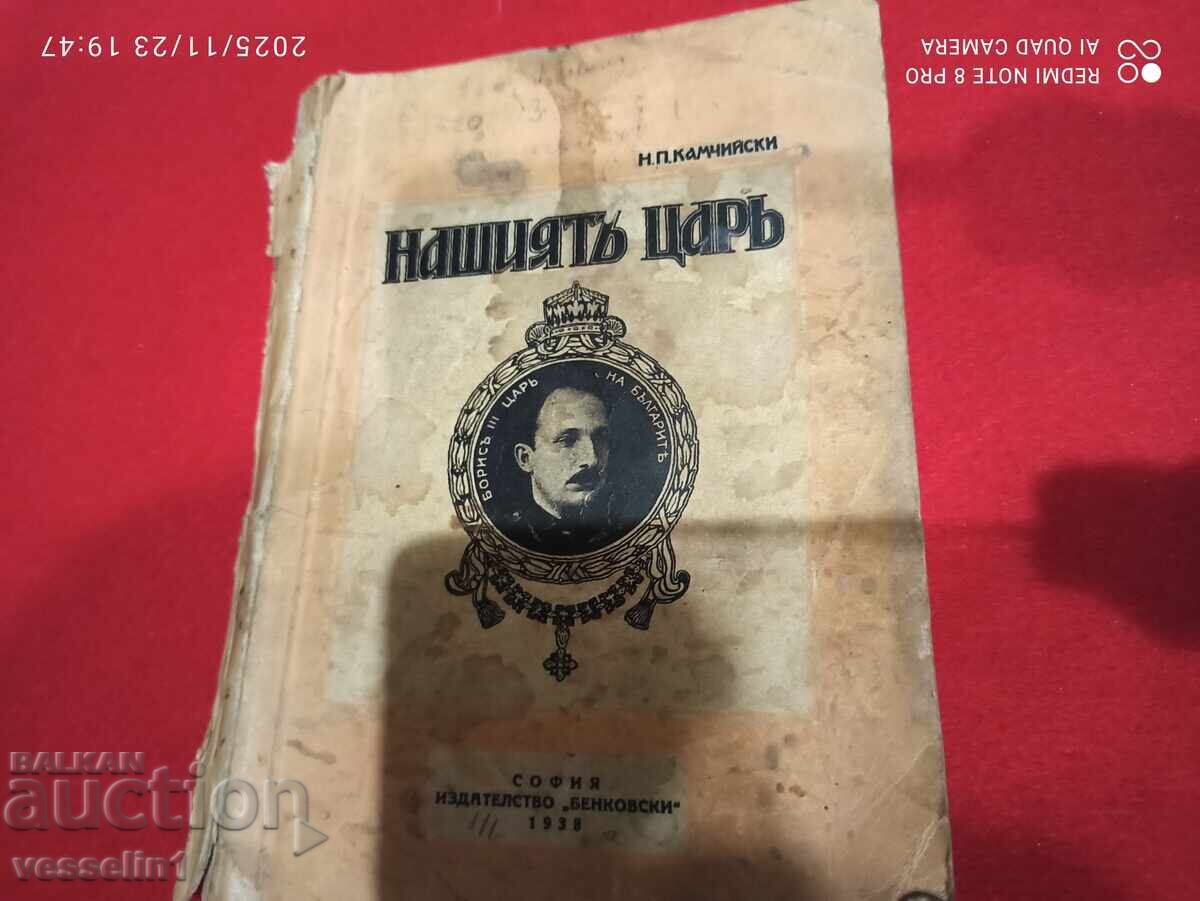 Н.П.КАМЧИЙСКИ
НАШИЯТЪ ЦАРЬ
БОРИСЪ III ЦАРЬ НА БЪЛГАРИТѢ
СОФИЯ
ИЗДАТЕЛСТВО „БЕНКОВСКИ"
1938
2025/11/23 19:47
REDMI NOTE 8 PRO
AI QUAD CAMERA
BALKAN
auction
vesselin1